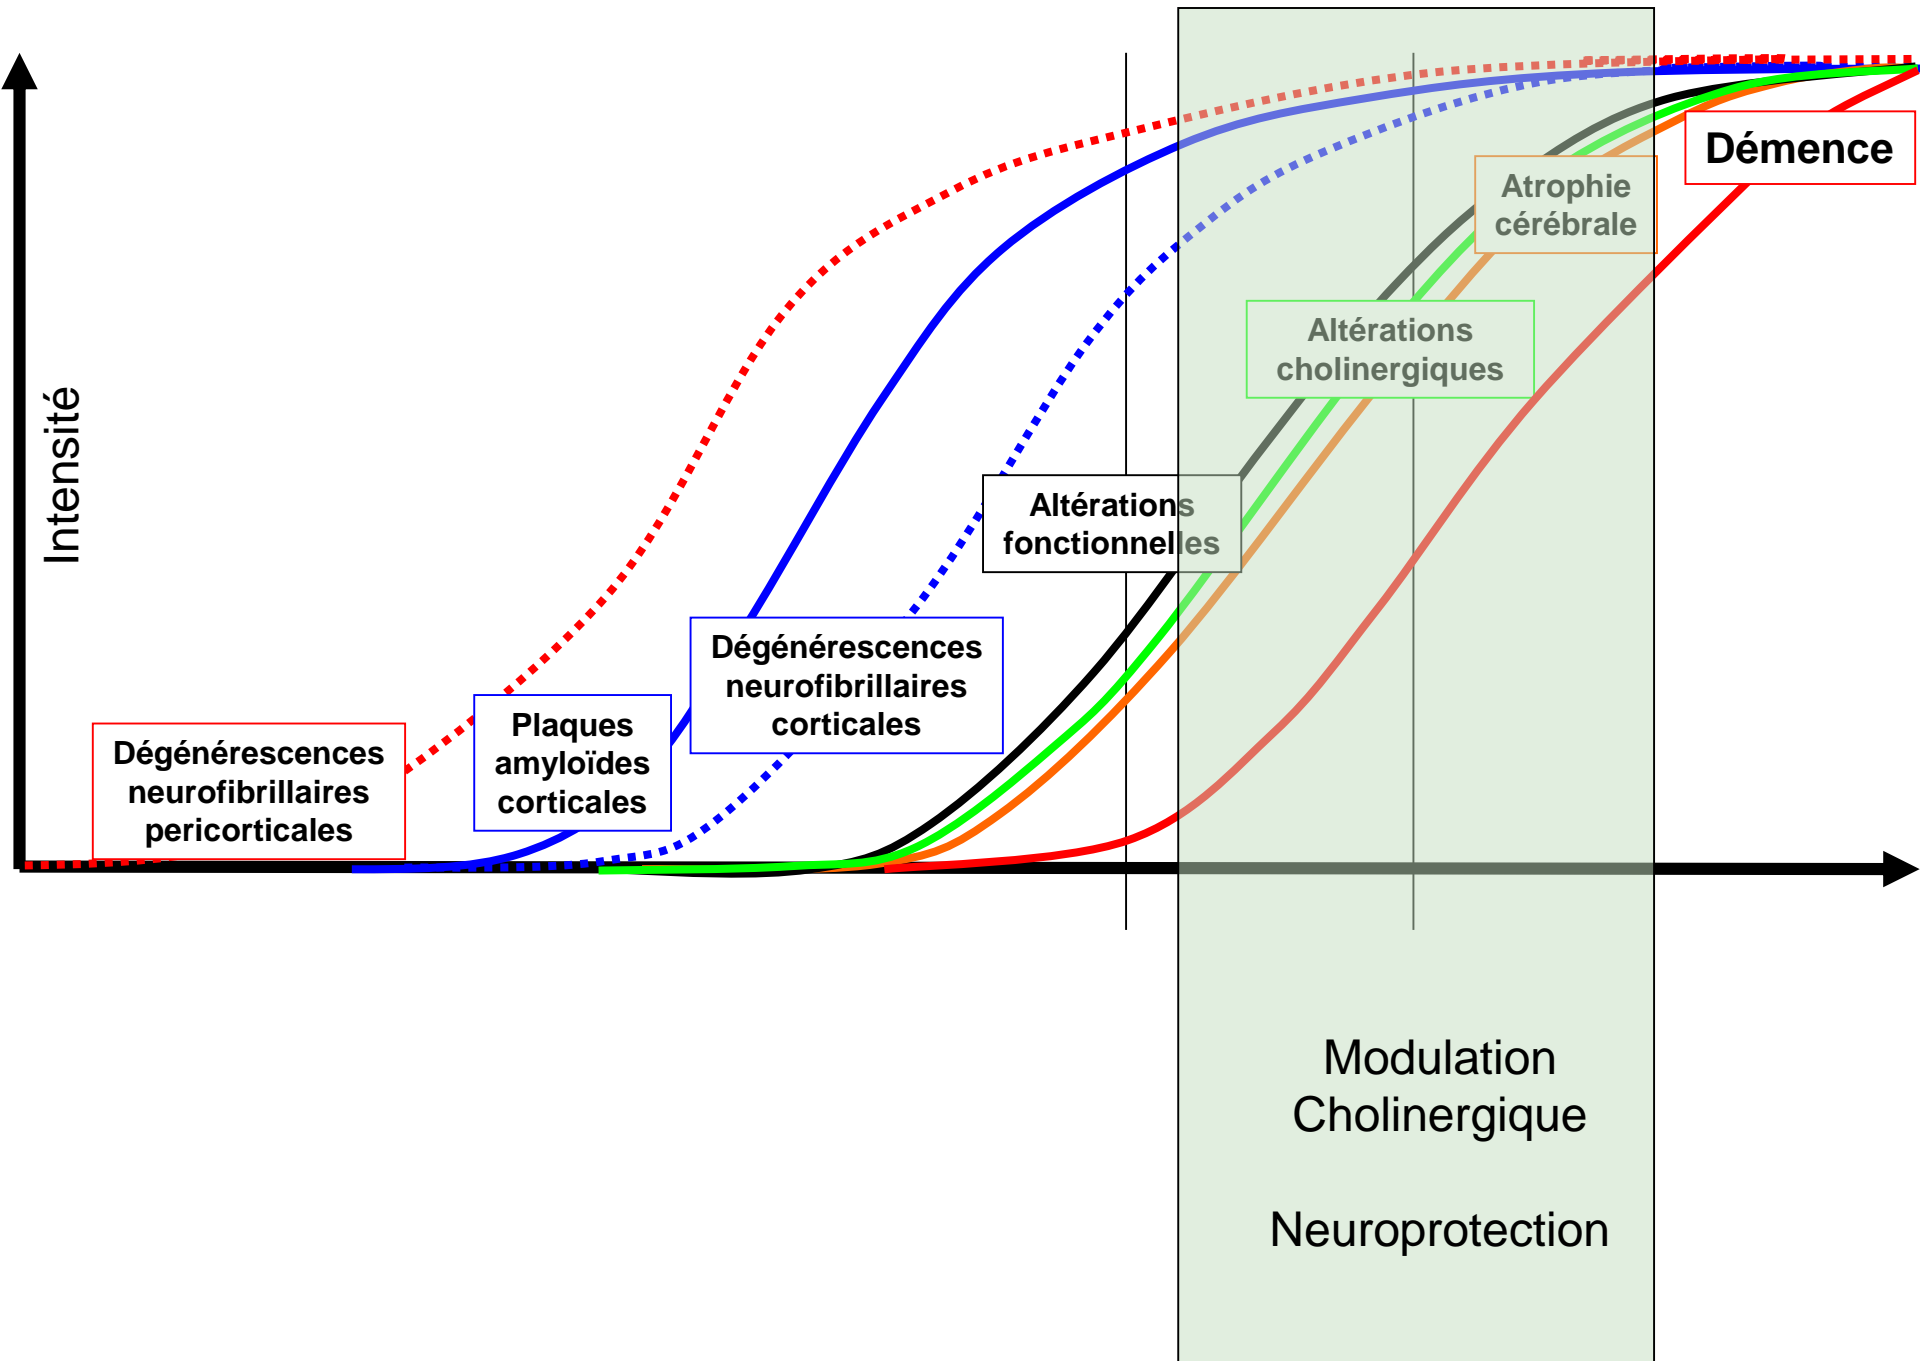 Démence
Atrophie
cérébrale
Altérations
cholinergiques
Intensité
Altérations
fonctionnelles
Dégénérescences
neurofibrillaires
corticales
Plaques
amyloïdes
corticales
Dégénérescences
neurofibrillaires
pericorticales
Modulation
Cholinergique
Neuroprotection